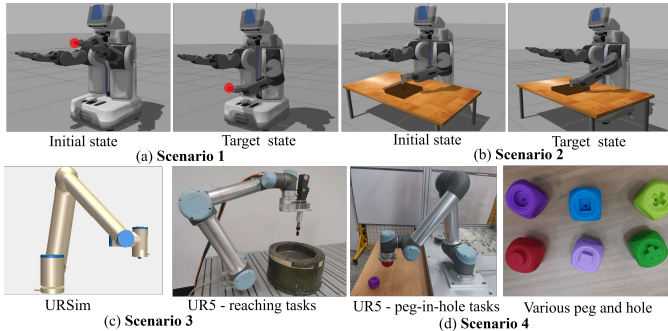 Initial state
Target state
Initial state
Target state
(a) Scenario 1
(b) Scenario 2
URSim
UR5 - reaching tasks
UR5 - peg-in-hole tasks
Various peg and hole
(c) Scenario 3
(d) Scenario 4